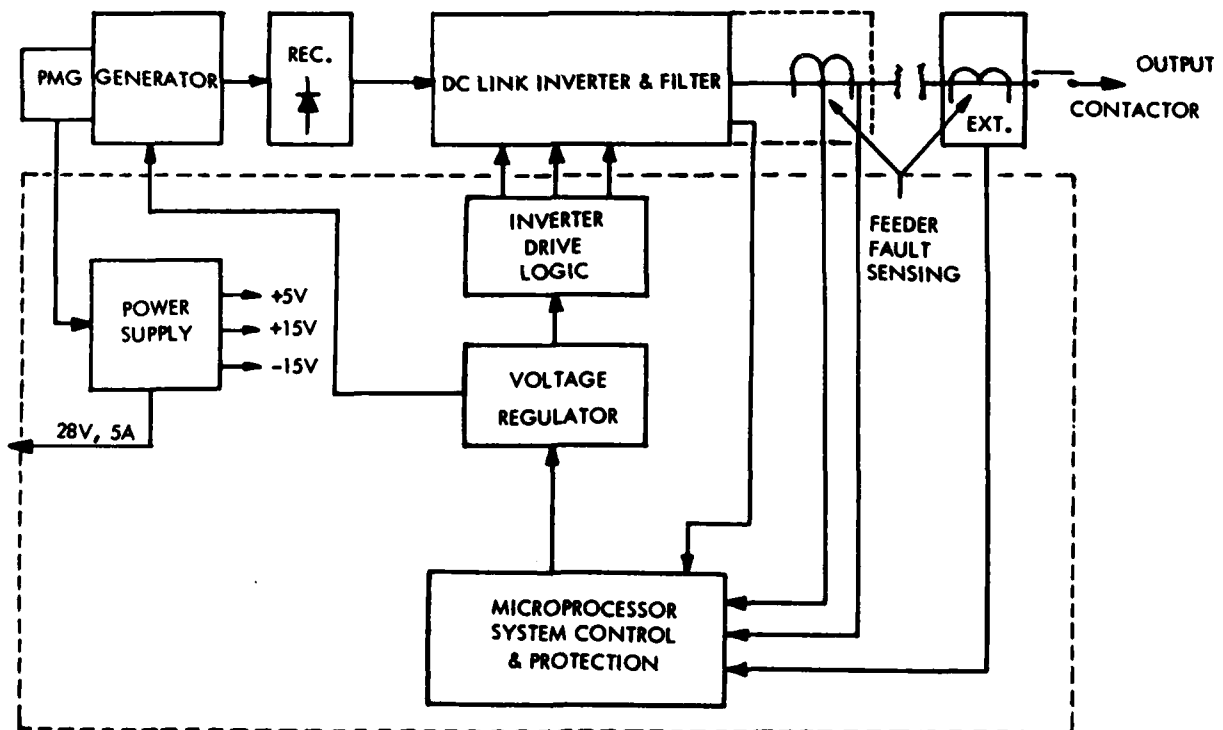 PMG
GENERATOR
REC.
DC LINK INVERTER & FILTER
EXT.
OUTPUT
CONTACTOR
INVERTER
DRIVE
LOGIC
FEEDER
FAULT
SENSING
POWER
SUPPLY
+5V
+15V
-15V
VOLTAGE
REGULATOR
28V, 5A
MICROPROCESSOR
SYSTEM CONTROL
& PROTECTION